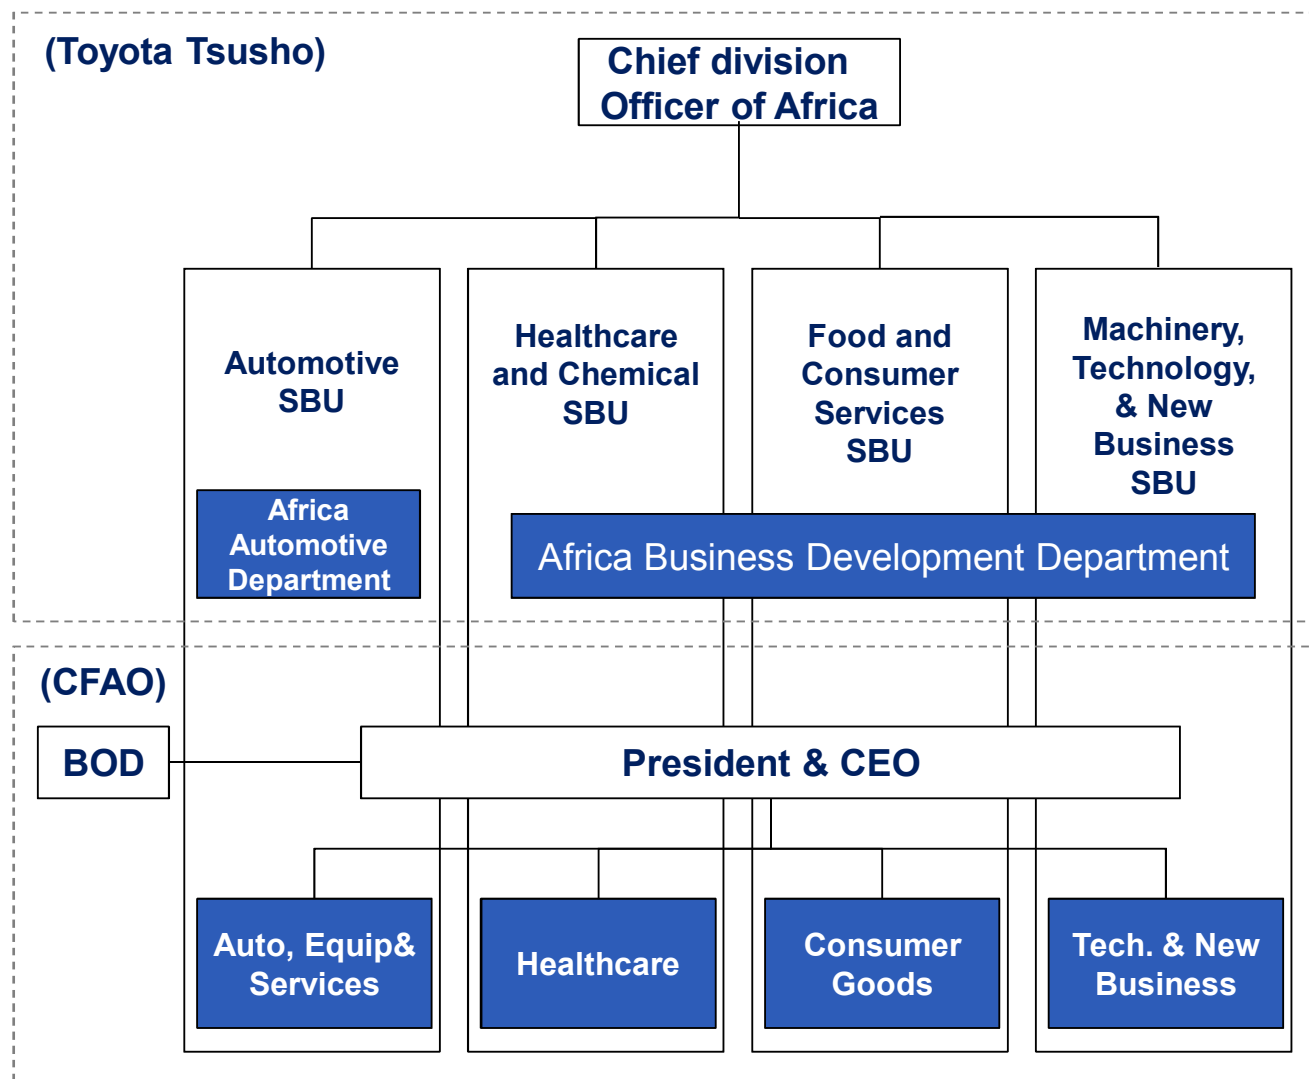 (Toyota Tsusho)
Chief division
Officer of Africa
Automotive
SBU
Healthcare
and Chemical
SBU
Food and
Consumer
Services
SBU
Machinery,
Technology,
& New
Business
SBU
Africa
Automotive
Department
Africa Business Development Department
(CFAO)
BOD
President & CEO
Auto, Equip&
Services
Healthcare
Consumer
Goods
Tech. & New
Business